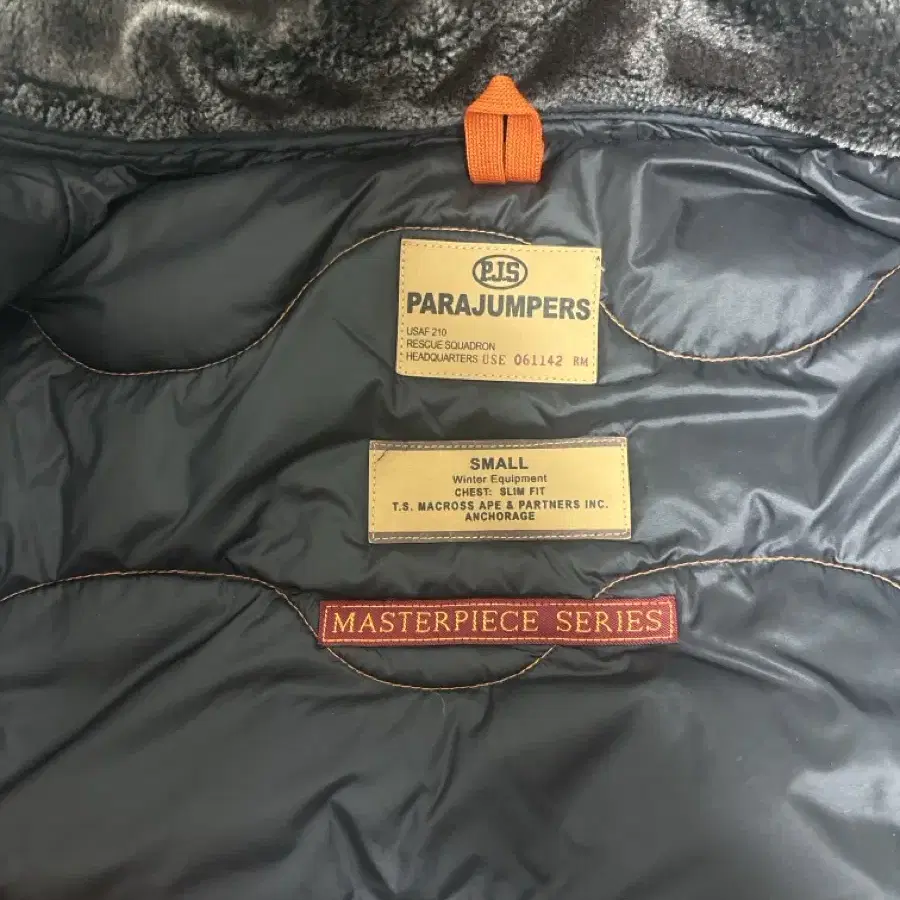 PJS
PARAJUMPERS
USAF 210
RESCUE SQUADRON
HEADQUARTERS USE 061142 RM
SMALL
Winter Equipment
CHEST: SLIM FIT
T.S. MACROSS APE & PARTNERS INC.
ANCHORAGE
MASTERPIECE SERIES